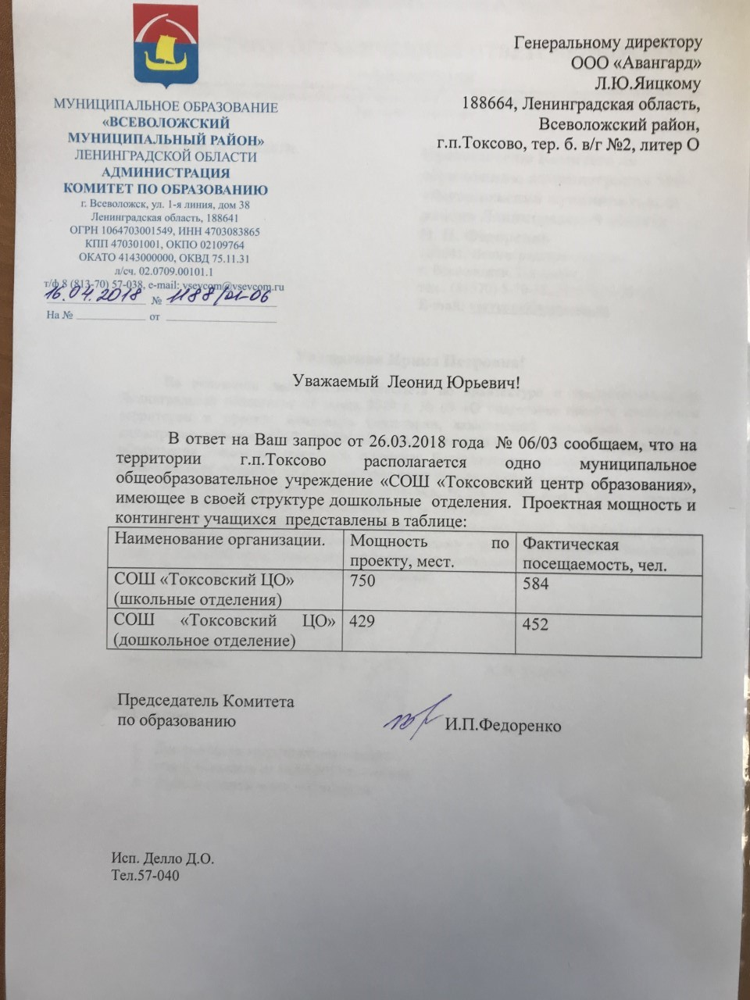 МУНИЦИПАЛЬНОЕ ОБРАЗОВАНИЕ
«ВСЕВОЛОЖСКИЙ
МУНИЦИПАЛЬНЫЙ РАЙОН»
ЛЕНИНГРАДСКОЙ ОБЛАСТИ
АДМИНИСТРАЦИЯ
КОМИТЕТ ПО ОБРАЗОВАНИЮ
г. Всеволожск, ул. 1-я линия, дом 38
Ленинградская область, 188641
ОГРН 1064703001549, ИНН 4703083865
КПП 470301001, ОКПО 02109764
ОКАТО 4143000000, ОКВД 75.11.31
л/сч. 02.0709.00101.1
т/ф 8 (813-70) 57-038, e-mail: vsevcom@vsevcom.ru
16.04.2018 № 1188/01-06
На № от
Генеральному директору
ООО «Авангард»
Л.Ю.Яицкому
188664, Ленинградская область,
Всеволожский район,
г.п.Токсово, тер. б. в/г №2, литер О
Уважаемый Леонид Юрьевич!
В ответ на Ваш запрос от 26.03.2018 года № 06/03 сообщаем, что на
территории г.п.Токсово располагается одно муниципальное
общеобразовательное учреждение «СОШ «Токсовский центр образования»,
имеющее в своей структуре дошкольные отделения. Проектная мощность и
контингент учащихся представлены в таблице:
Наименование организации. Мощность по проекту, мест. Фактическая посещаемость, чел.
СОШ «Токсовский ЦО» (школьные отделения) 750 584
СОШ «Токсовский ЦО» (дошкольное отделение) 429 452
Председатель Комитета
по образованию И.П.Федоренко
Исп. Делло Д.О.
Тел.57-040